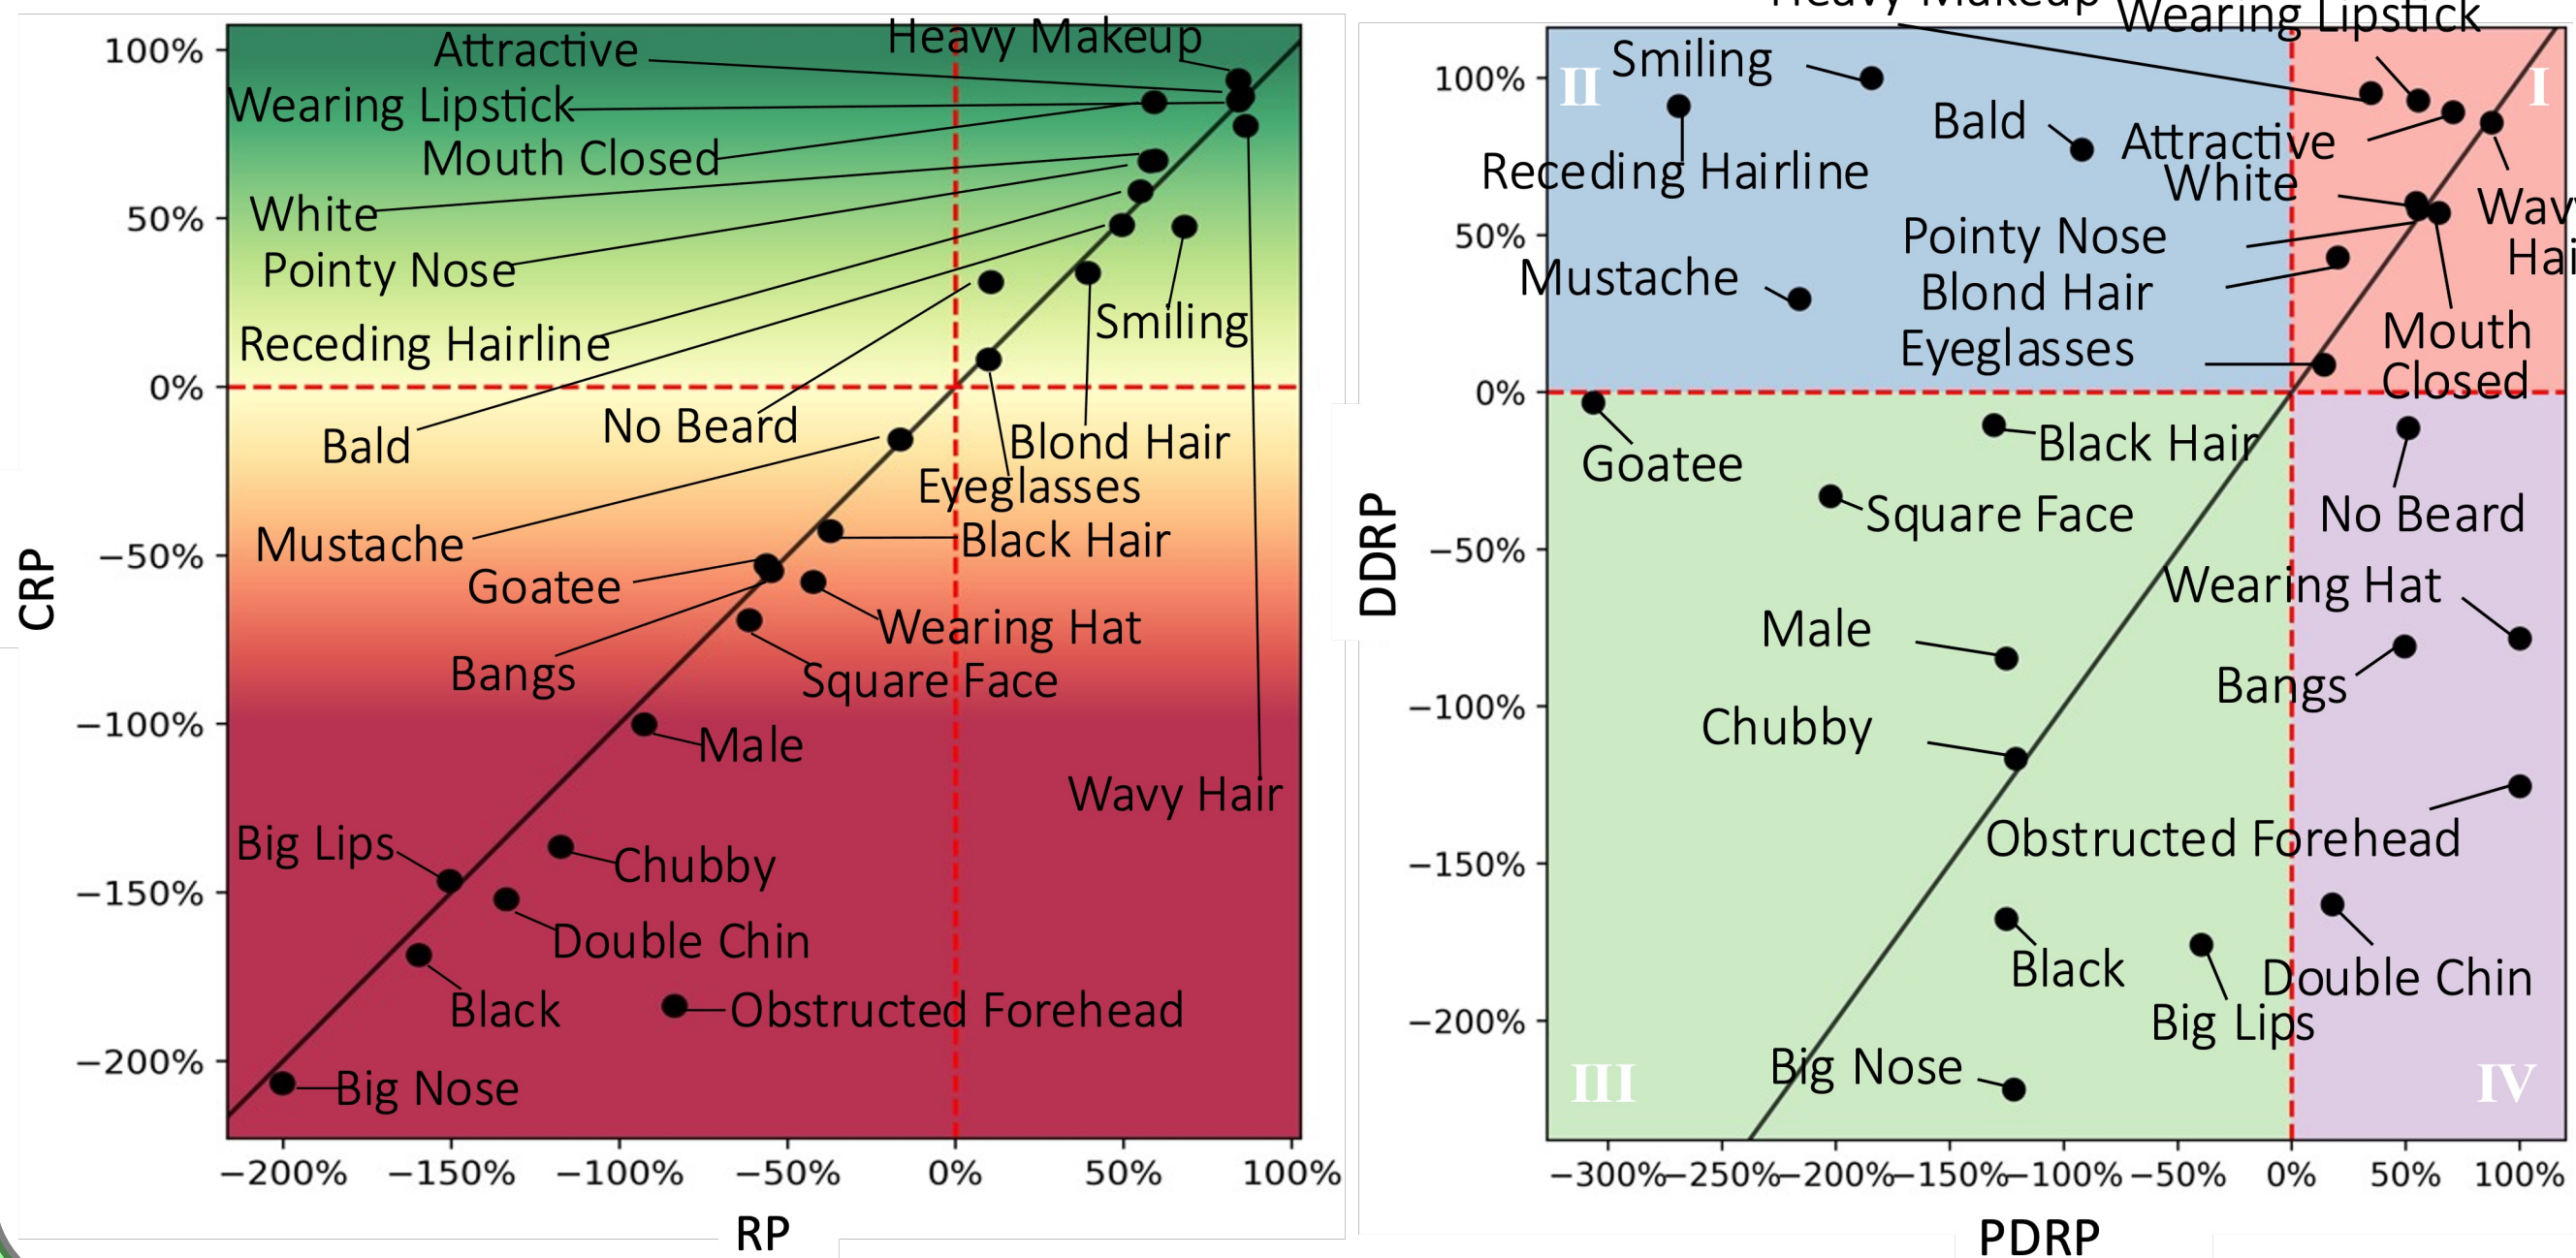 Attractive
Heavy Makeup
100%
Wearing Lipstick
Mouth Closed
White
50%
Pointy Nose
Smiling
Receding Hairline
0%
No Beard
Bald
Blond Hair
Eyeglasses
Mustache
Black Hair
−50%
Goatee
Wearing Hat
Bangs
Square Face
−100%
Male
Wavy Hair
Big Lips
Chubby
−150%
Double Chin
Black
Obstructed Forehead
−200%
Big Nose
CRP
−200% −150% −100% −50% 0% 50% 100%
RP
Heavy Makeup
Wearing Lipstick
Smiling
100%
II
I
Bald
Attractive
Receding Hairline
White
Wav
Hai
50%
Pointy Nose
Mustache
Blond Hair
Mouth
Closed
Eyeglasses
0%
Goatee
Black Hair
Square Face
No Beard
−50%
Wearing Hat
Male
Bangs
−100%
Chubby
Obstructed Forehead
−150%
Black
Double Chin
Big Lips
−200%
Big Nose
III
IV
DDRP
−300% −250% −200% −150% −100% −50% 0% 50% 100%
PDRP